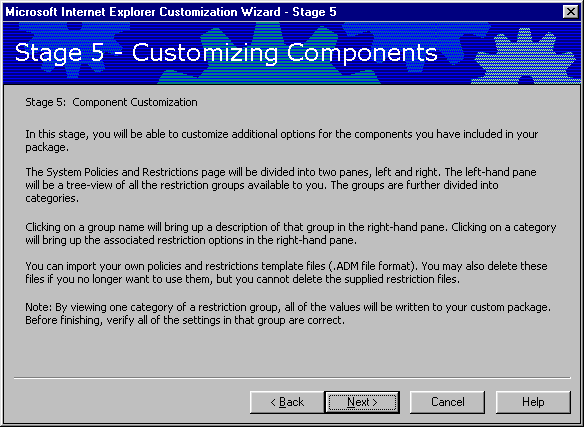 Microsoft Internet Explorer Customization Wizard - Stage 5
Stage 5 - Customizing Components
Stage 5: Component Customization
In this stage, you will be able to customize additional options for the components you have included in your
package.
The System Policies and Restrictions page will be divided into two panes, left and right. The left-hand pane
will be a tree-view of all the restriction groups available to you. The groups are further divided into
categories.
Clicking on a group name will bring up a description of that group in the right-hand pane. Clicking on a category
will bring up the associated restriction options in the right-hand pane.
You can import your own policies and restrictions template files (.ADM file format). You may also delete these
files if you no longer want to use them, but you cannot delete the supplied restriction files.
Note: By viewing one category of a restriction group, all of the values will be written to your custom package.
Before finishing, verify all of the settings in that group are correct.
< Back Next > Cancel Help